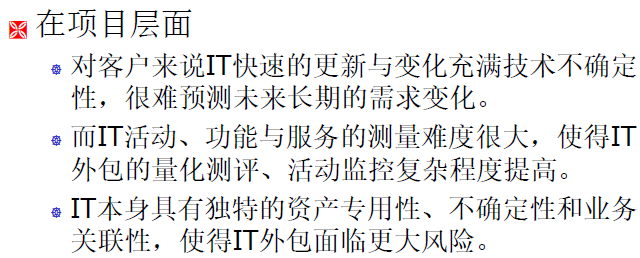 在项目层面
对客户来说IT快速的更新与变化充满技术不确定
性，很难预测未来长期的需求变化。
而IT活动、功能与服务的测量难度很大，使得IT
外包的量化测评、活动监控复杂程度提高。
IT本身具有独特的资产专用性、不确定性和业务
关联性，使得IT外包面临更大风险。